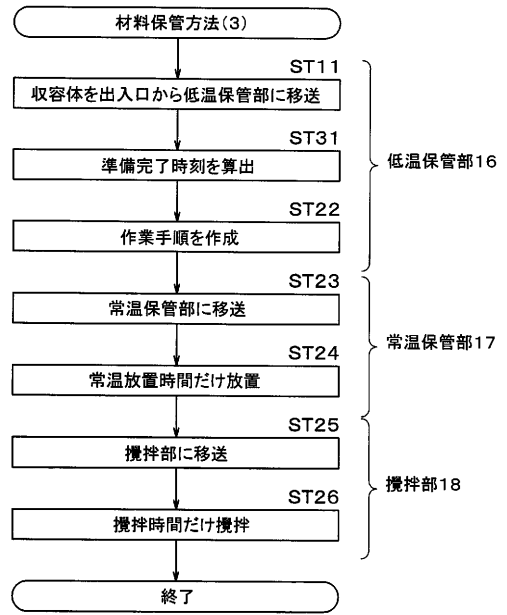 材料保管方法(3)
ST11
収容体を出入口から低温保管部に移送
ST31
準備完了時刻を算出
低温保管部16
ST22
作業手順を作成
ST23
常温保管部に移送
常温保管部17
ST24
常温放置時間だけ放置
ST25
攪拌部に移送
攪拌部18
ST26
攪拌時間だけ攪拌
終了